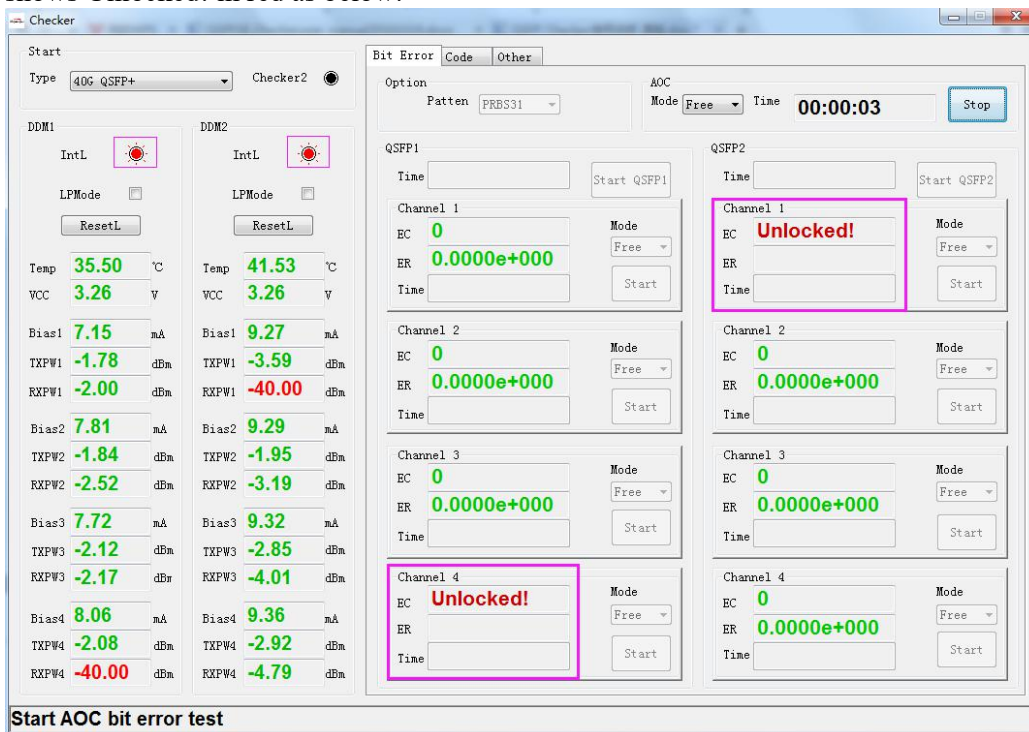 Checker
Start
Type 40G QSFP+ Checker2
DDM1
IntL
LPMode
ResetL
Temp 35.50 ℃
VCC 3.26 V
Bias1 7.15 mA
TXPW1 -1.78 dBm
RXPW1 -2.00 dBm
Bias2 7.81 mA
TXPW2 -1.84 dBm
RXPW2 -2.52 dBm
Bias3 7.72 mA
TXPW3 -2.12 dBm
RXPW3 -2.17 dBm
Bias4 8.06 mA
TXPW4 -2.08 dBm
RXPW4 -40.00 dBm
DDM2
IntL
LPMode
ResetL
Temp 41.53 ℃
VCC 3.26 V
Bias1 9.27 mA
TXPW1 -3.59 dBm
RXPW1 -40.00 dBm
Bias2 9.29 mA
TXPW2 -1.95 dBm
RXPW2 -3.19 dBm
Bias3 9.32 mA
TXPW3 -2.85 dBm
RXPW3 -4.01 dBm
Bias4 9.36 mA
TXPW4 -2.92 dBm
RXPW4 -4.79 dBm
Bit Error Code Other
Option
Patten PRBS31
AOC
Mode Free Time 00:00:03 Stop
QSFP1
Time Start QSFP1
Channel 1
EC 0 Mode
ER 0.0000e+000 Free
Time Start
Channel 2
EC 0 Mode
ER 0.0000e+000 Free
Time Start
Channel 3
EC 0 Mode
ER 0.0000e+000 Free
Time Start
Channel 4
EC Unlocked! Mode
ER Free
Time Start
QSFP2
Time Start QSFP2
Channel 1
EC Unlocked! Mode
ER Free
Time Start
Channel 2
EC 0 Mode
ER 0.0000e+000 Free
Time Start
Channel 3
EC 0 Mode
ER 0.0000e+000 Free
Time Start
Channel 4
EC 0 Mode
ER 0.0000e+000 Free
Time Start
Start AOC bit error test